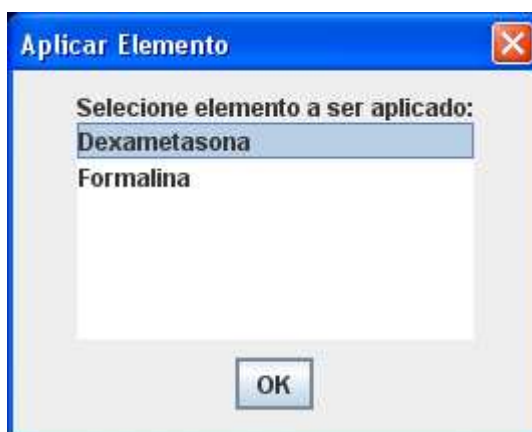 Aplicar Elemento
Selecione elemento a ser aplicado:
Dexametasona
Formalina
OK